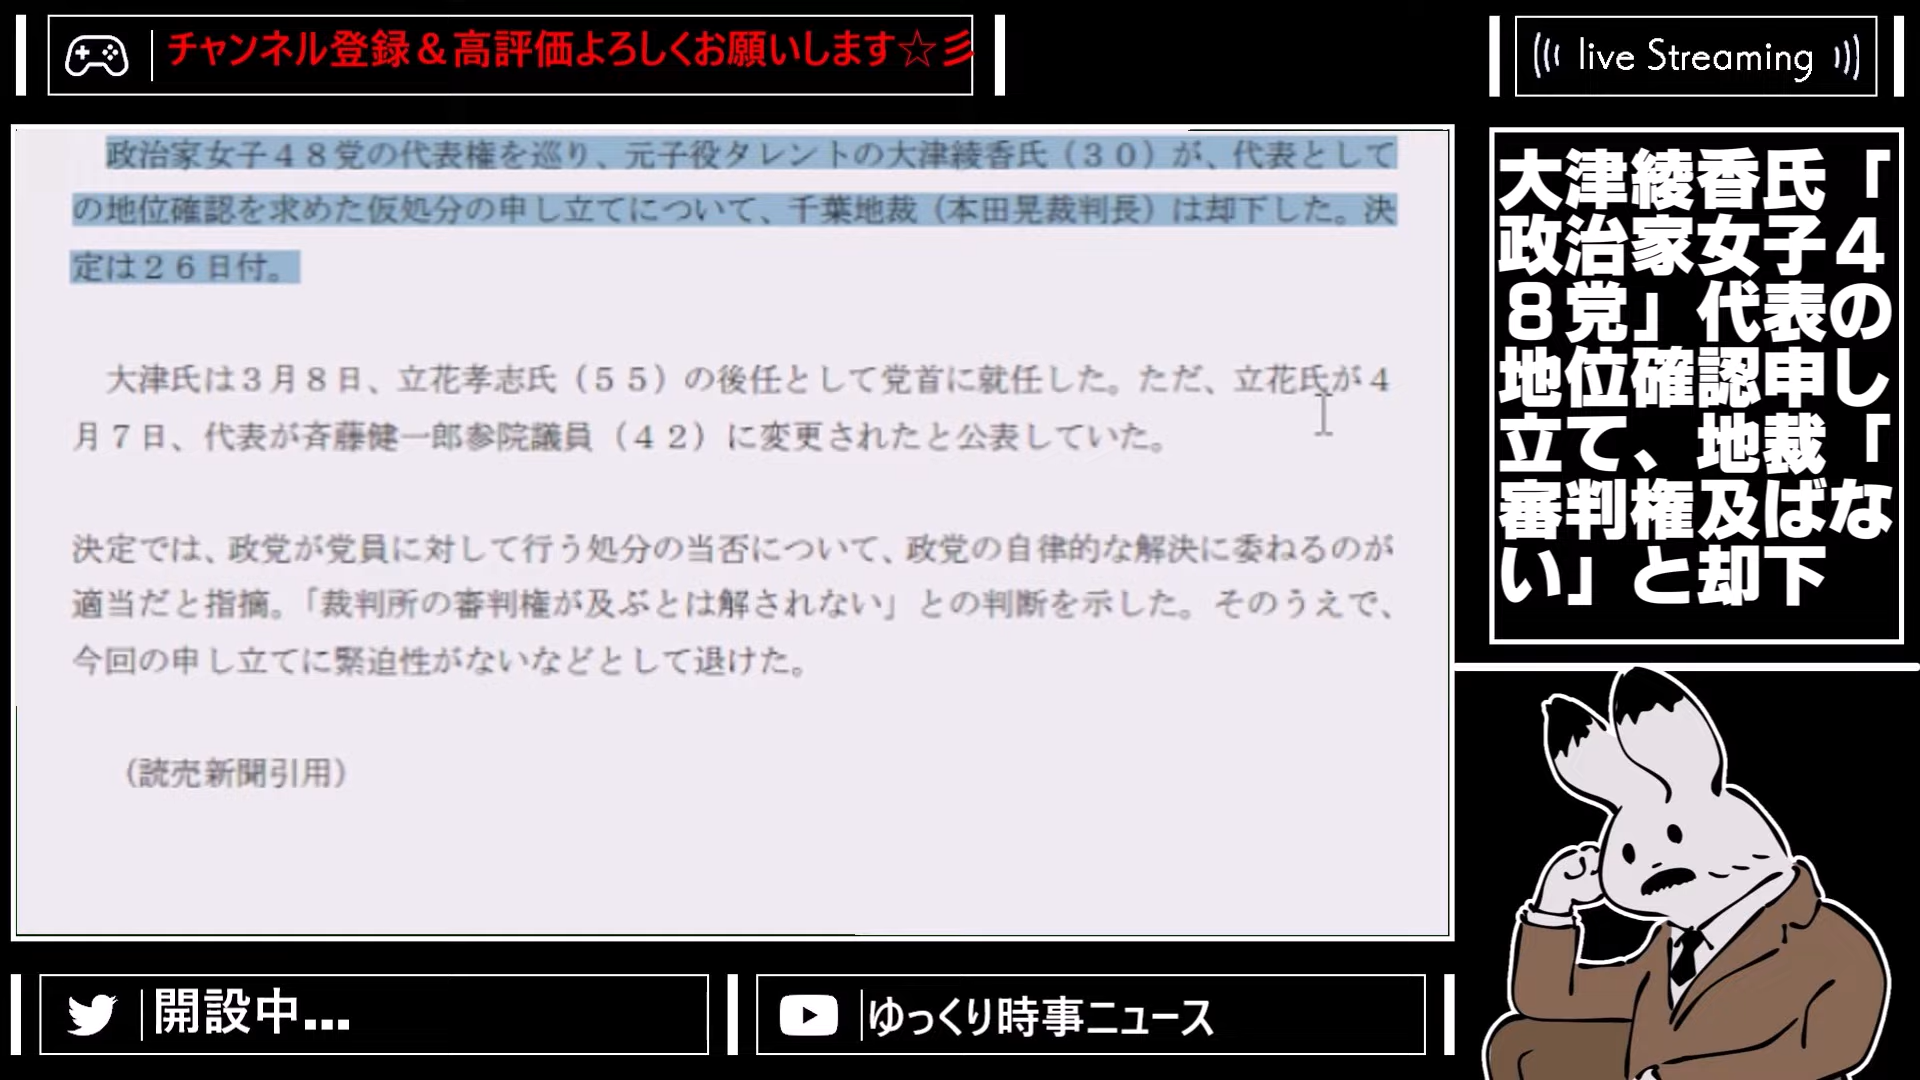 チャンネル登録＆高評価よろしくお願いします☆彡
live Streaming
政治家女子４８党の代表権を巡り、元子役タレントの大津綾香氏（３０）が、代表として
の地位確認を求めた仮処分の申し立てについて、千葉地裁（本田晃裁判長）は却下した。決
定は２６日付。
大津氏は３月８日、立花孝志氏（５５）の後任として党首に就任した。ただ、立花氏が４
月７日、代表が斉藤健一郎参院議員（４２）に変更されたと公表していた。
決定では、政党が党員に対して行う処分の当否について、政党の自律的な解決に委ねるのが
適当だと指摘。「裁判所の審判権が及ぶとは解されない」との判断を示した。そのうえで、
今回の申し立てに緊迫性がないなどとして退けた。
（読売新聞引用）
大津綾香氏「
政治家女子４
８党」代表の
地位確認申し
立て、地裁「
審判権及ばな
い」と却下
開設中...
ゆっくり時事ニュース